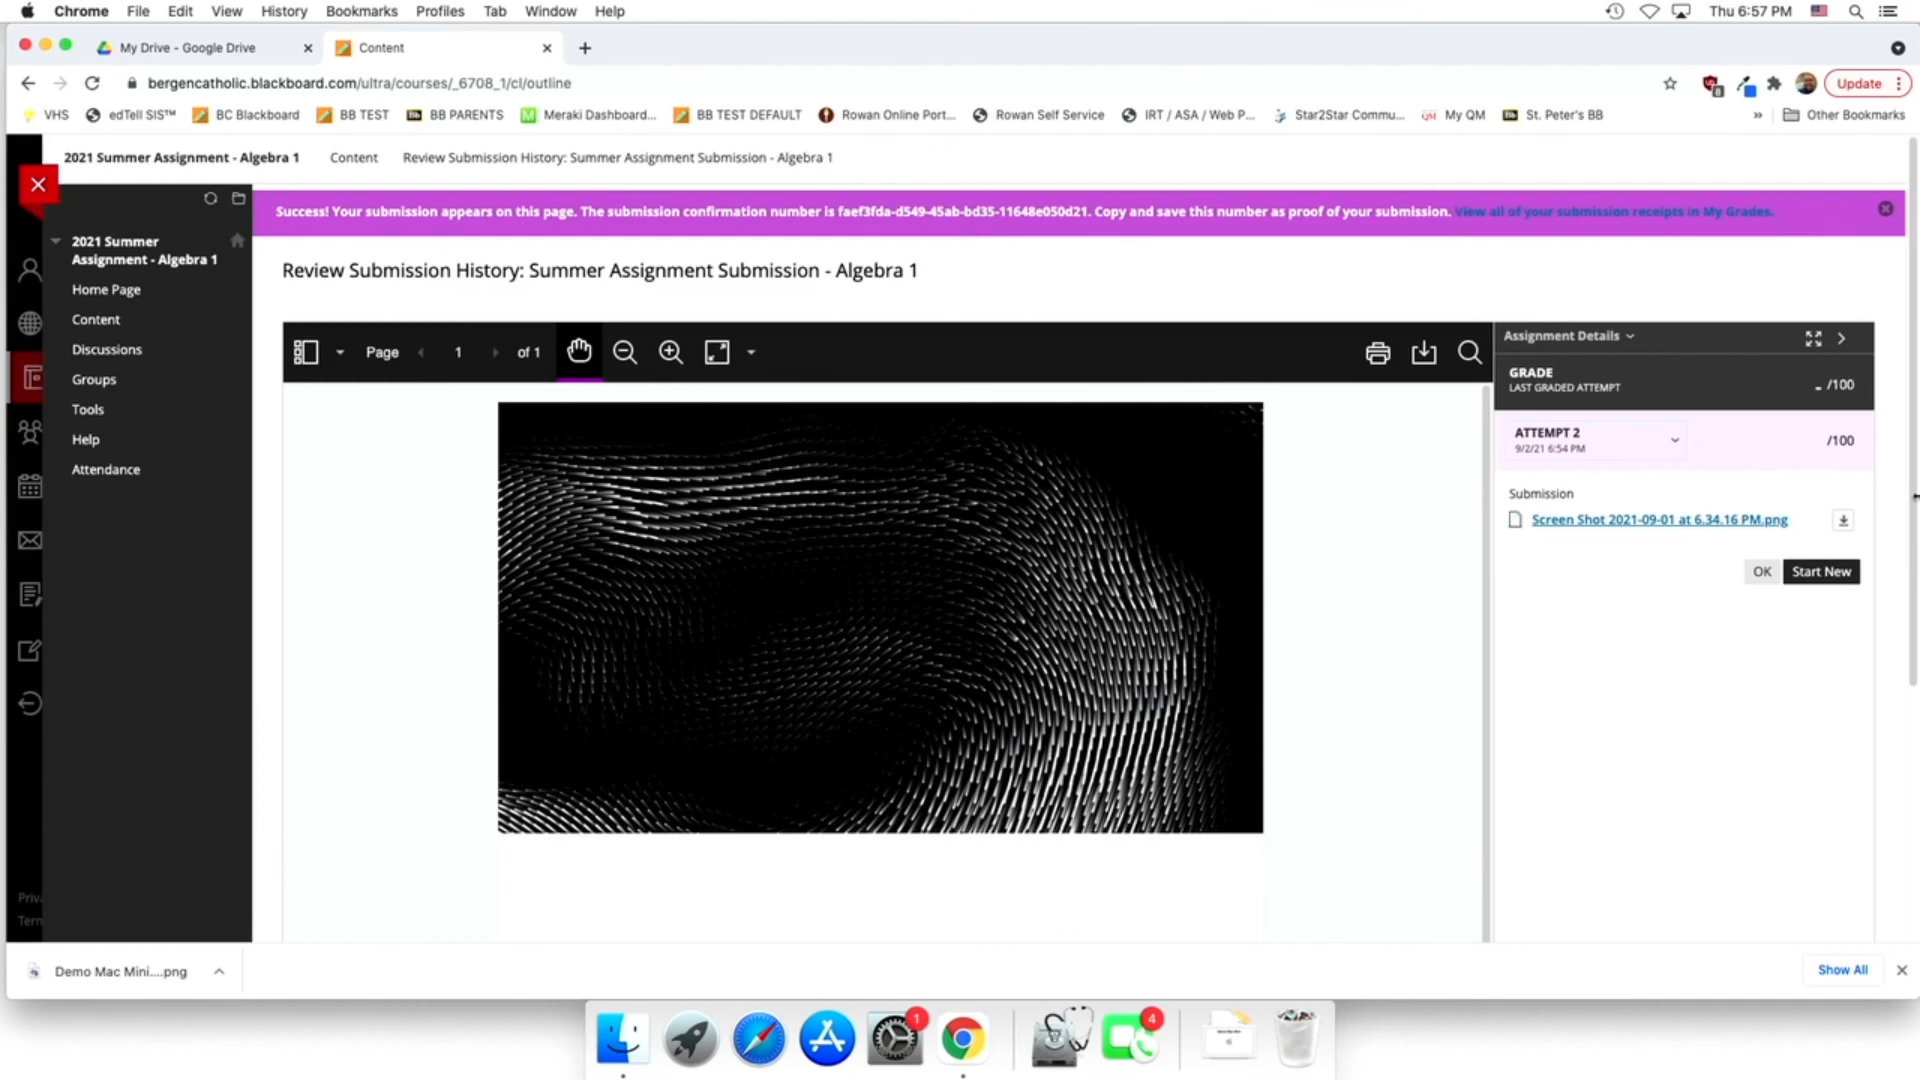 Chrome File Edit View History Bookmarks Profiles Tab Window Help Thu 6:57 PM
My Drive - Google Drive Content
bergencatholic.blackboard.com/ultra/courses/_6708_1/cl/outline Update
VHS edTell SIS™ BC Blackboard BB TEST BB PARENTS Meraki Dashboard... BB TEST DEFAULT Rowan Online Port... Rowan Self Service IRT / ASA / Web P... Star2Star Commu... My QM St. Peter's BB » Other Bookmarks
2021 Summer Assignment - Algebra 1 Content Review Submission History: Summer Assignment Submission - Algebra 1
Success! Your submission appears on this page. The submission confirmation number is faef3fda-d549-45ab-bd35-11648e050d21. Copy and save this number as proof of your submission. View all of your submission receipts in My Grades.
2021 Summer
Assignment - Algebra 1
Home Page
Content
Discussions
Groups
Tools
Help
Attendance
Review Submission History: Summer Assignment Submission - Algebra 1
Page 1 of 1
Assignment Details
GRADE
LAST GRADED ATTEMPT
- /100
ATTEMPT 2
9/2/21 6:54 PM
/100
Submission
Screen Shot 2021-09-01 at 6.34.16 PM.png
OK Start New
Priva
Term
Demo Mac Mini....png
Show All
1
4